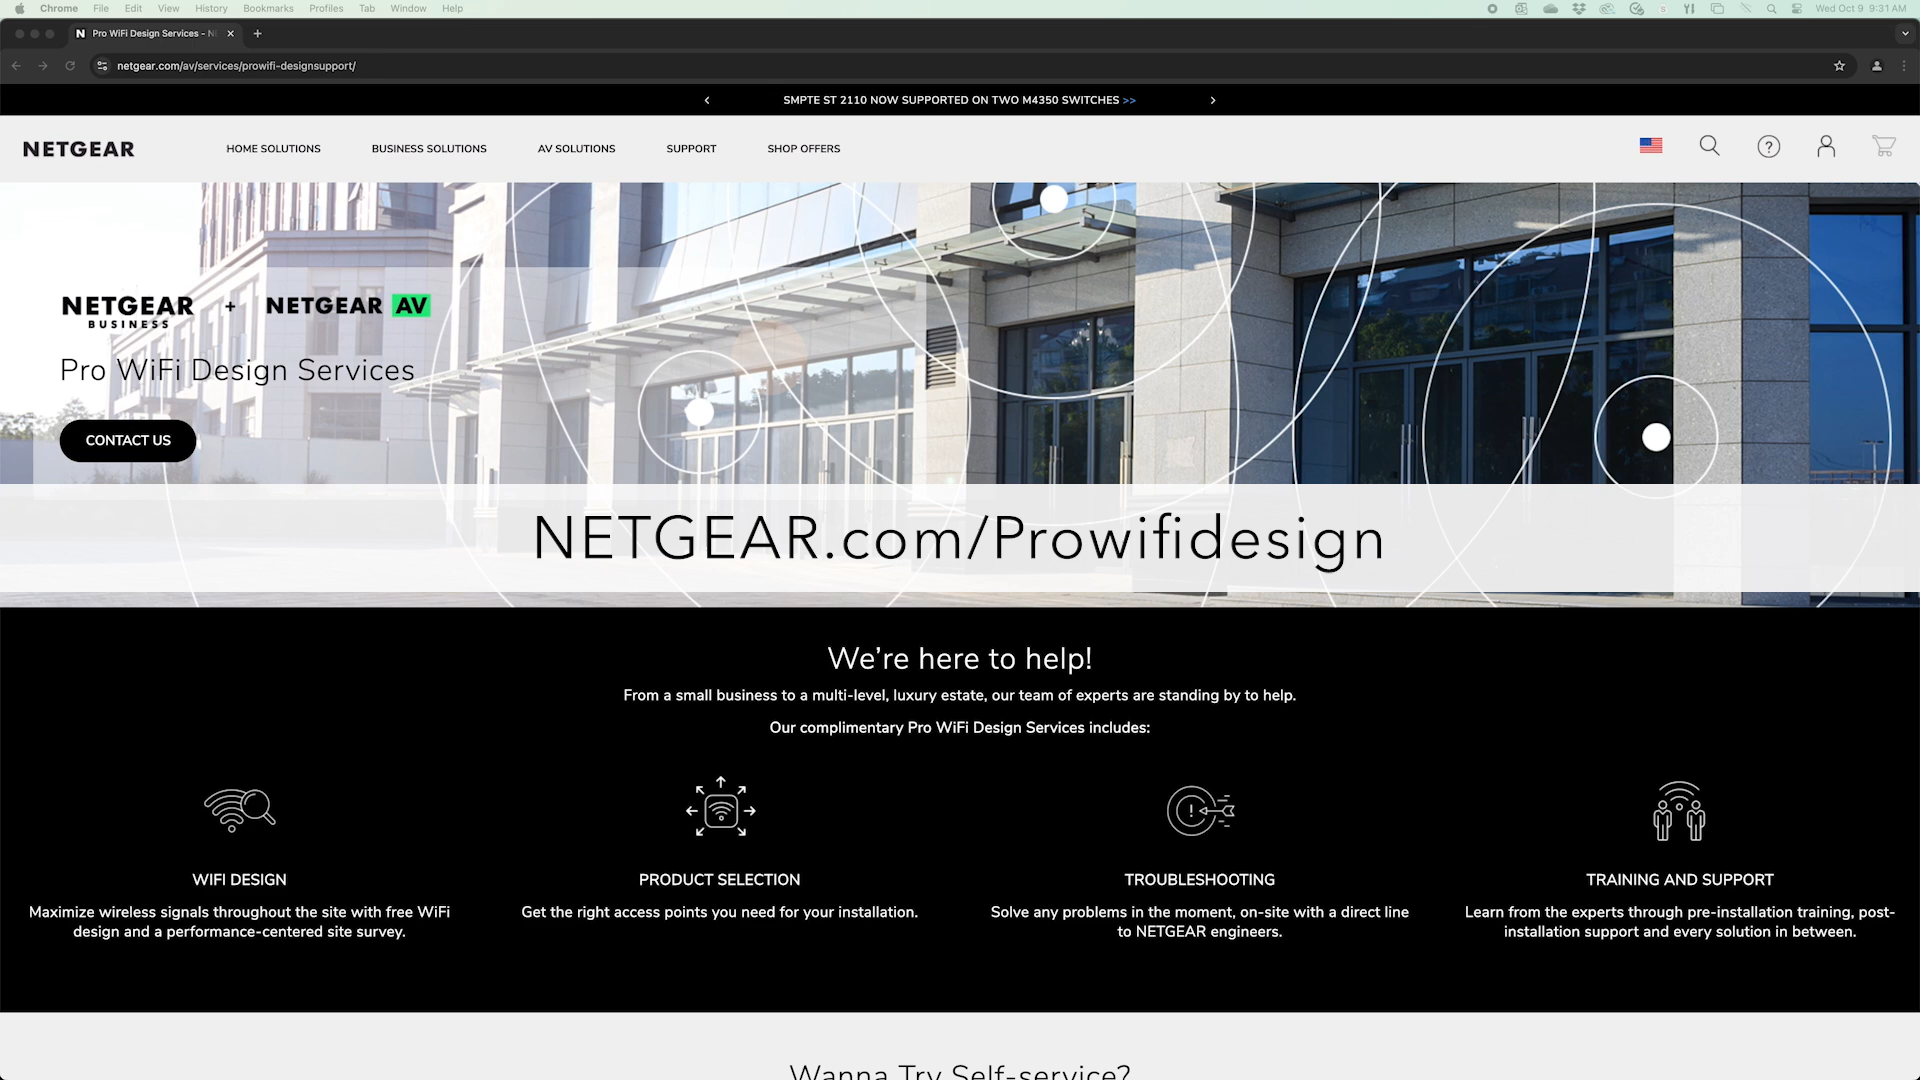 Chrome File Edit View History Bookmarks Profiles Tab Window Help
Wed Oct 9 9:31 AM
Pro WiFi Design Services - N
netgear.com/av/services/prowifi-designsupport/
SMPTE ST 2110 NOW SUPPORTED ON TWO M4350 SWITCHES >>
NETGEAR
HOME SOLUTIONS
BUSINESS SOLUTIONS
AV SOLUTIONS
SUPPORT
SHOP OFFERS
NETGEAR BUSINESS + NETGEAR AV
Pro WiFi Design Services
CONTACT US
NETGEAR.com/Prowifidesign
We're here to help!
From a small business to a multi-level, luxury estate, our team of experts are standing by to help.
Our complimentary Pro WiFi Design Services includes:
WIFI DESIGN
Maximize wireless signals throughout the site with free WiFi
design and a performance-centered site survey.
PRODUCT SELECTION
Get the right access points you need for your installation.
TROUBLESHOOTING
Solve any problems in the moment, on-site with a direct line
to NETGEAR engineers.
TRAINING AND SUPPORT
Learn from the experts through pre-installation training, post-
installation support and every solution in between.
Wanna Try Self-service?